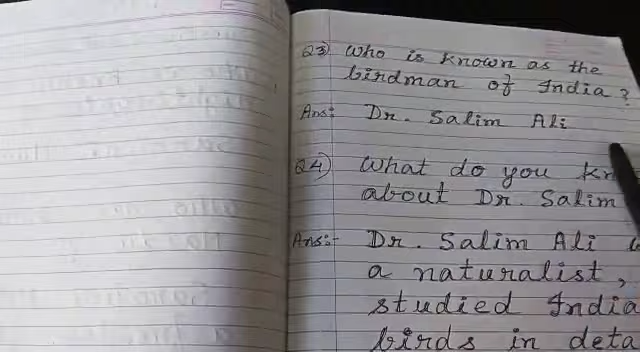 Q3) Who is known as the
birdman of India?
Ans: Dr. Salim Ali
Q4) What do you
about Dr. Salim
Ans:- Dr. Salim Ali
a naturalist,
studied India
birds in